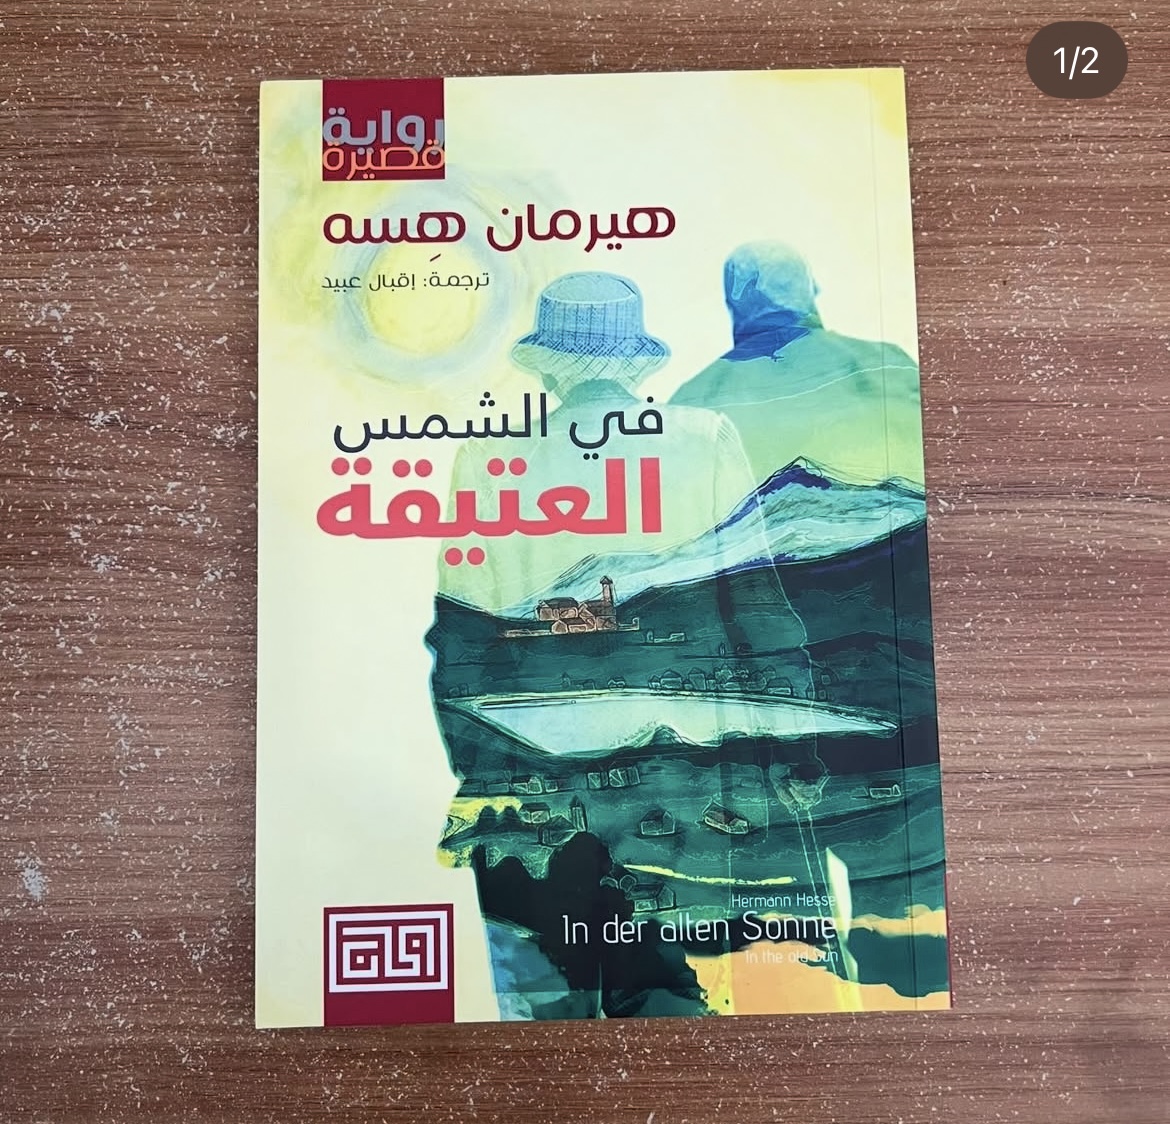 1/2
رواية
قصيرة
هيرمان هِسه
ترجمة: إقبال عبيد
في الشمس
العتيقة
Hermann Hesse
In der alten Sonne
In the old Sun